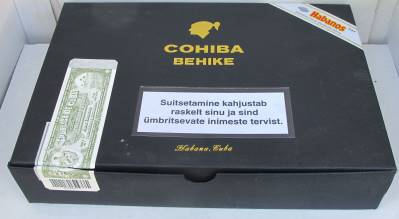 Habanos
COHIBA
BEHIKE
Suitsetamine kahjustab
raskelt sinu ja sind
ümbritsevate inimeste tervist.
Habana, Cuba